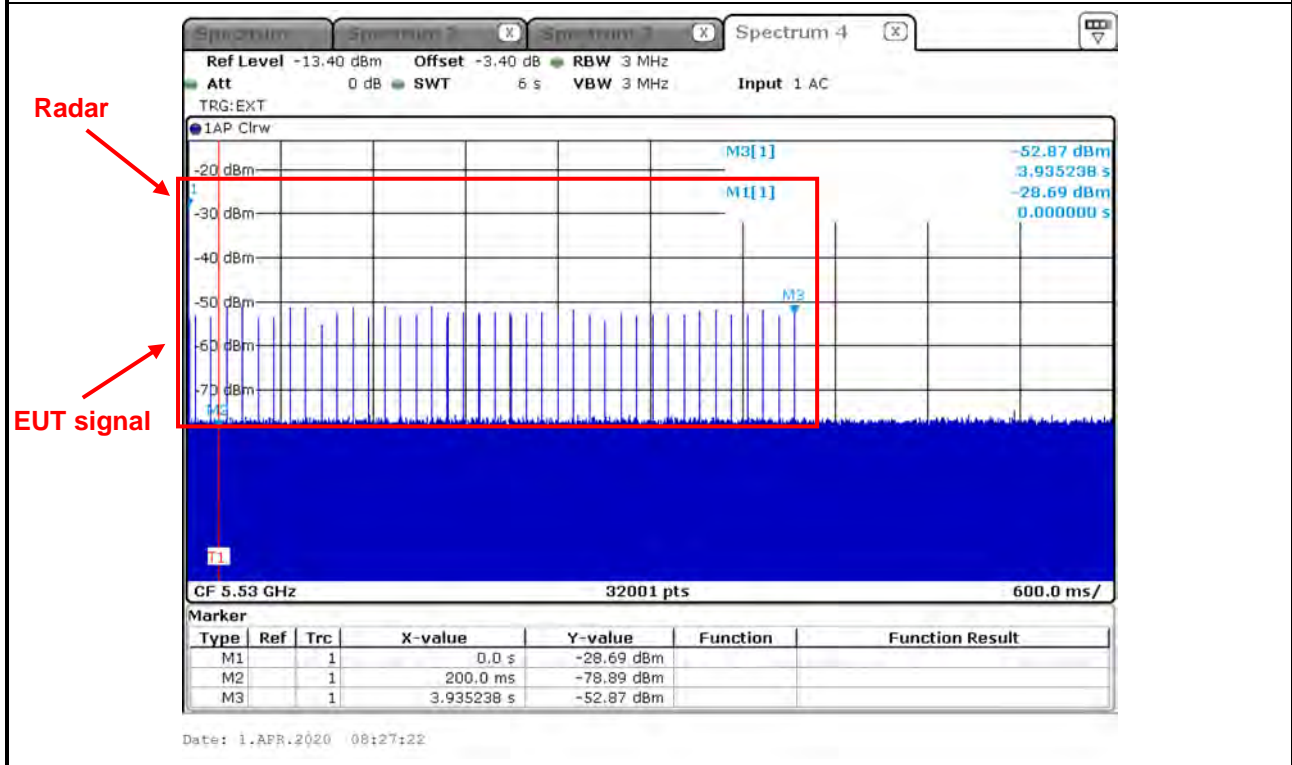 Spectrum 4
Ref Level -13.40 dBm Offset -3.40 dB RBW 3 MHz
Att 0 dB SWT 6 s VBW 3 MHz Input 1 AC
TRG:EXT
1AP Clrw
Radar
EUT signal
M3[1] -52.87 dBm
3.935238 s
M1[1] -28.69 dBm
0.000000 s
-20 dBm
-30 dBm
-40 dBm
-50 dBm
-60 dBm
-70 dBm
1
M3
M2
T1
CF 5.53 GHz 32001 pts 600.0 ms/
Marker
Type Ref Trc X-value Y-value Function Function Result
M1 1 0.0 s -28.69 dBm
M2 1 200.0 ms -78.89 dBm
M3 1 3.935238 s -52.87 dBm
Date: 1.APR.2020 08:27:22